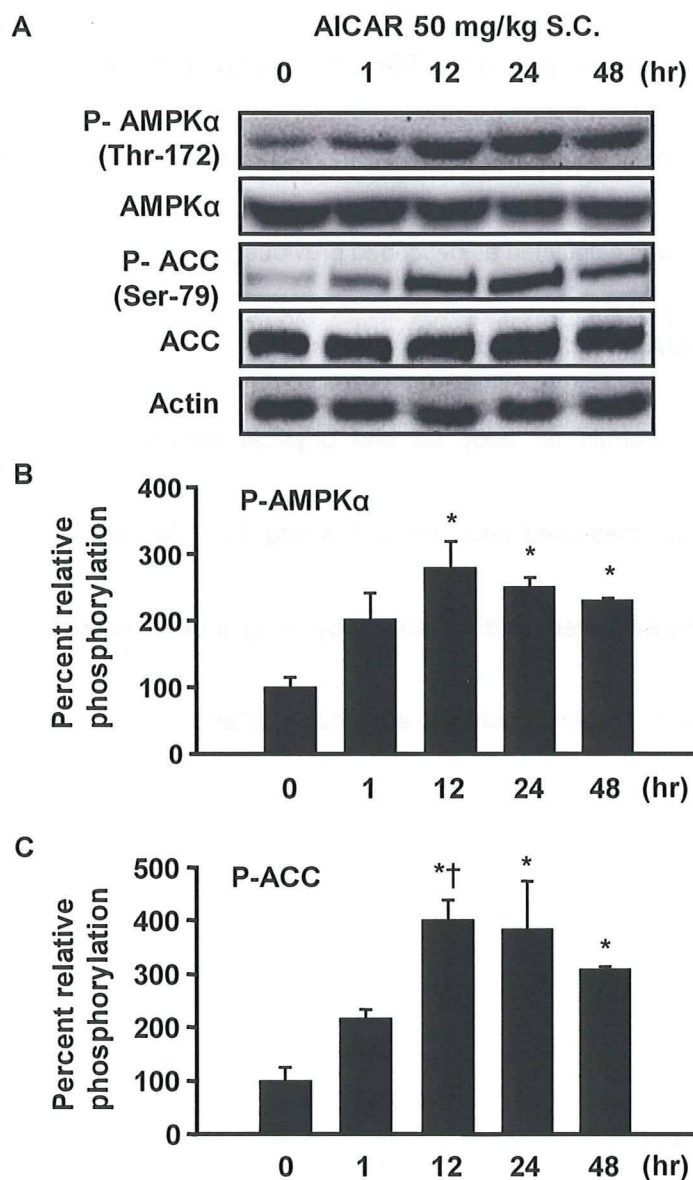 A
AICAR 50 mg/kg S.C.
0 1 12 24 48 (hr)
P- AMPKα
(Thr-172)
AMPKα
P- ACC
(Ser-79)
ACC
Actin
B
P-AMPKα
Percent relative
phosphorylation
400
300
200
100
0
* * *
0 1 12 24 48 (hr)
C
P-ACC
Percent relative
phosphorylation
500
400
300
200
100
0
*† * *
0 1 12 24 48 (hr)